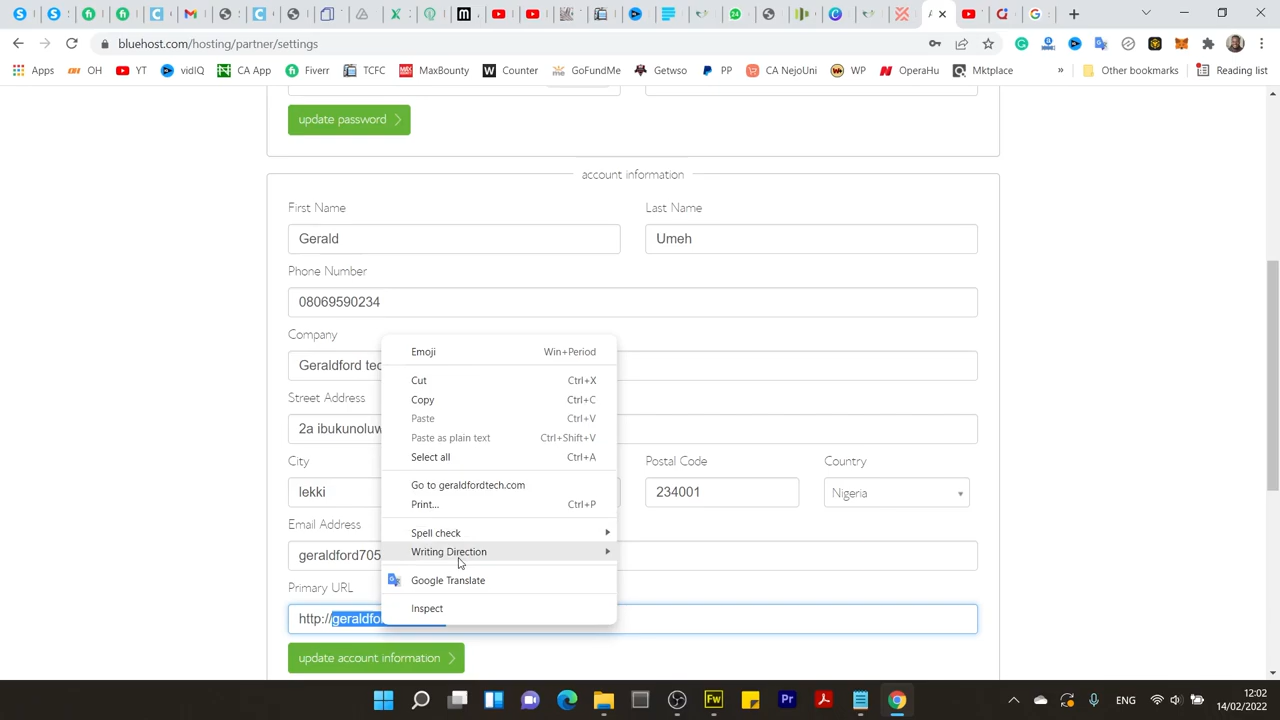 bluehost.com/hosting/partner/settings
Apps OH YT vidIQ CA App Fiverr TCFC MaxBounty Counter GoFundMe Getwso PP CA NejoUni WP OperaHu Mktplace » Other bookmarks Reading list
update password
account information
First Name Last Name
Gerald Umeh
Phone Number
08069590234
Company
Geraldford tec
Street Address
2a ibukunoluw
City Postal Code Country
lekki 234001 Nigeria
Email Address
geraldford705
Primary URL
http://geraldfo
update account information
Emoji Win+Period
Cut Ctrl+X
Copy Ctrl+C
Paste Ctrl+V
Paste as plain text Ctrl+Shift+V
Select all Ctrl+A
Go to geraldfordtech.com
Print... Ctrl+P
Spell check
Writing Direction
Google Translate
Inspect
ENG 12:02
14/02/2022